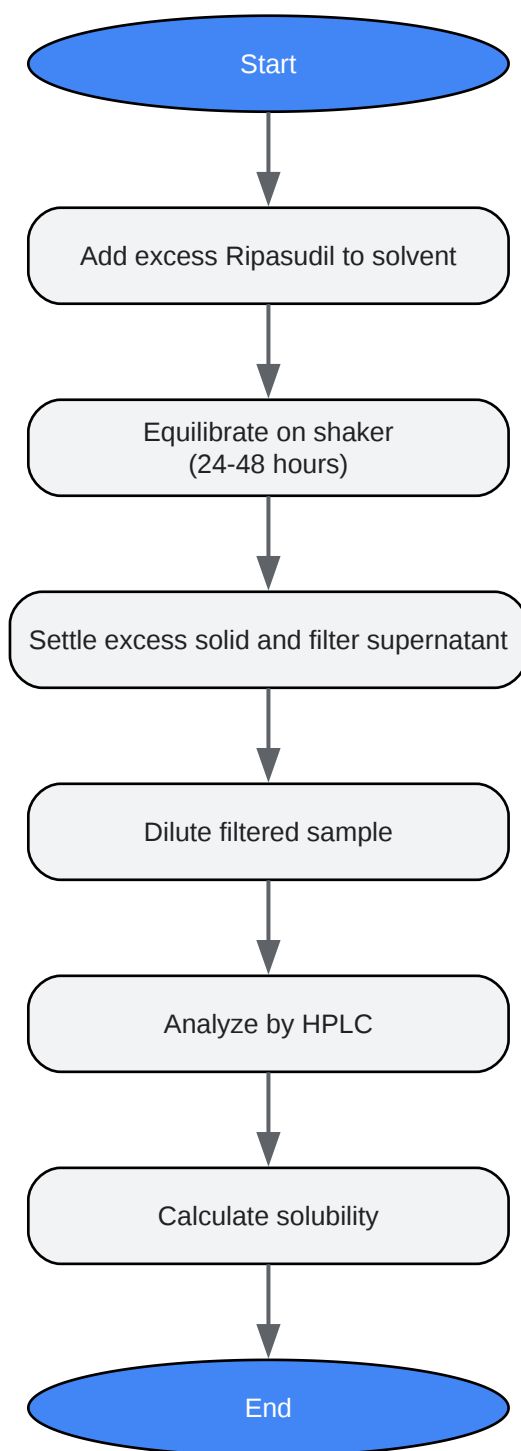 Start
Add excess Ripasudil to solvent
Equilibrate on shaker
(24-48 hours)
Settle excess solid and filter supernatant
Dilute filtered sample
Analyze by HPLC
Calculate solubility
End